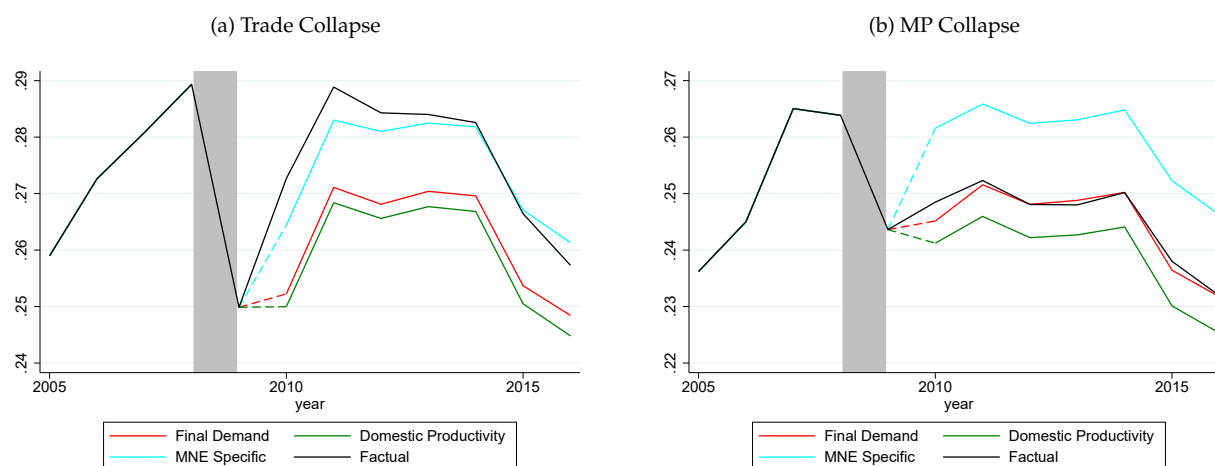 (a) Trade Collapse
.29
.28
.27
.26
.25
.24
2005 2010 2015
year
Final Demand Domestic Productivity
MNE Specific Factual
(b) MP Collapse
.27
.26
.25
.24
.23
.22
2005 2010 2015
year
Final Demand Domestic Productivity
MNE Specific Factual